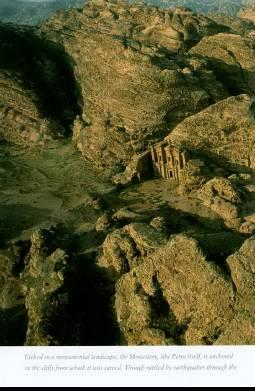 Etched in a monumental landscape, the Monastery, like Petra itself, is anchored
in the cliffs from which it was carved. Though rattled by earthquakes through the